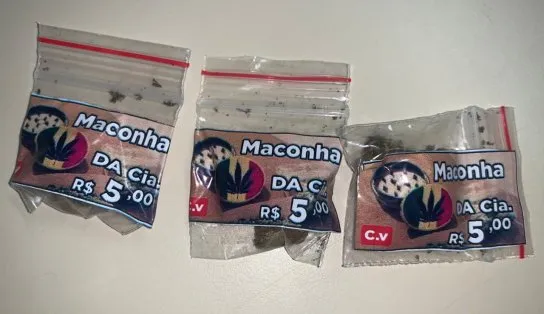 Maconha
DA Cia.
R$ 5,00
Maconha
DA Cia.
R$ 5,00
C.v
Maconha
DA Cia.
R$ 5,00
C.v